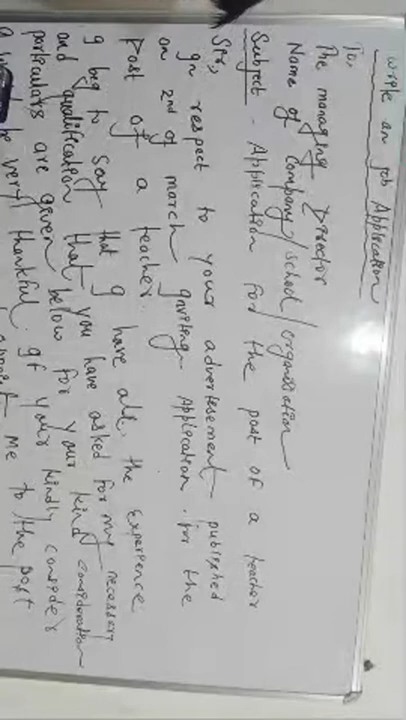 write an job Application
To,
The managing Director
Name of company/school/organisation
Subject - Application for the post of a teacher
Sir,
In respect to your advertisement published
on 2nd of march inviting Application for the
Post of a teacher.
I beg to say that I have all the Experience
and qualification that you have asked for my necessary
particulars are given below for your kind consideration
be very thankful if you kindly consider
me to the post